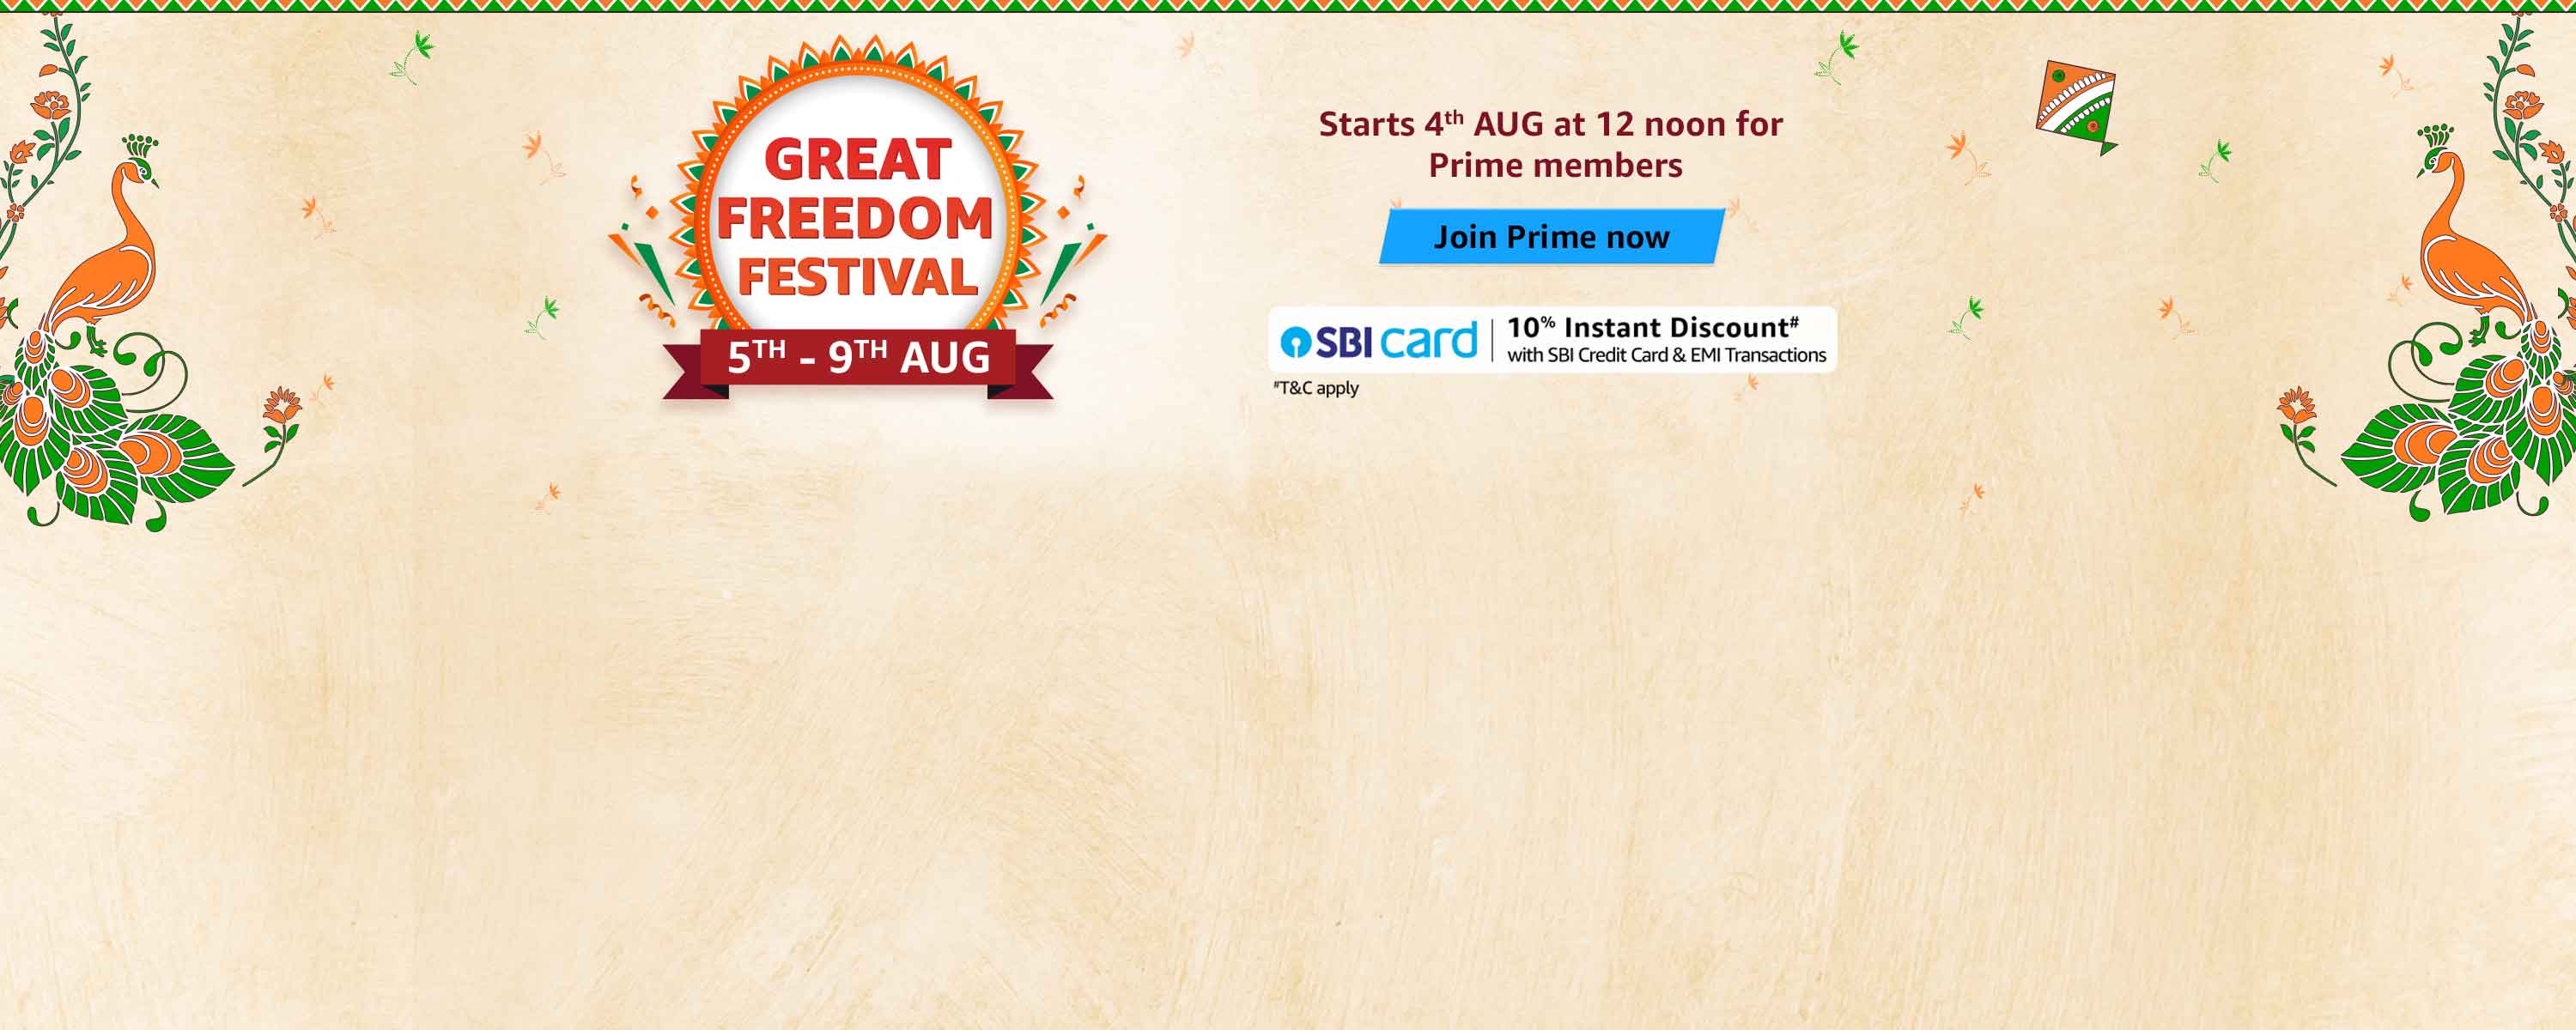 GREAT
FREEDOM
FESTIVAL
5TH - 9TH AUG
Starts 4th AUG at 12 noon for
Prime members
Join Prime now
SBI card
10% Instant Discount#
with SBI Credit Card & EMI Transactions
#T&C apply